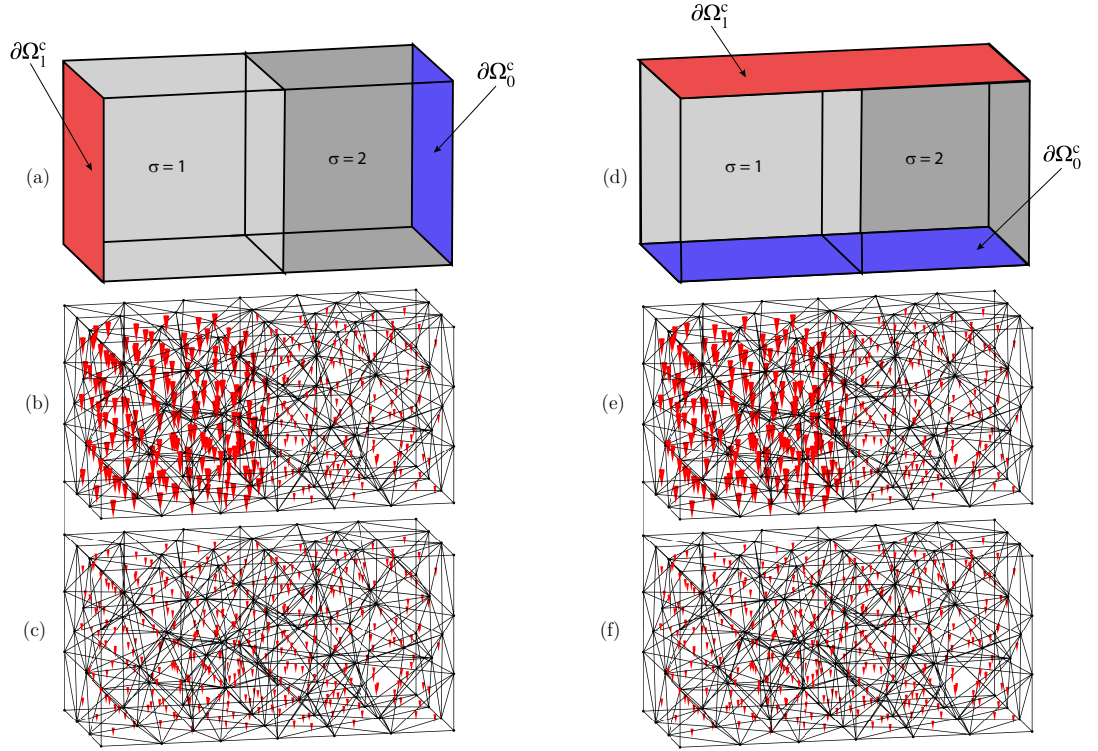 ∂Ω₁ᶜ
∂Ω₀ᶜ
σ = 1
σ = 2
(a)
(b)
(c)
∂Ω₁ᶜ
∂Ω₀ᶜ
σ = 1
σ = 2
(d)
(e)
(f)